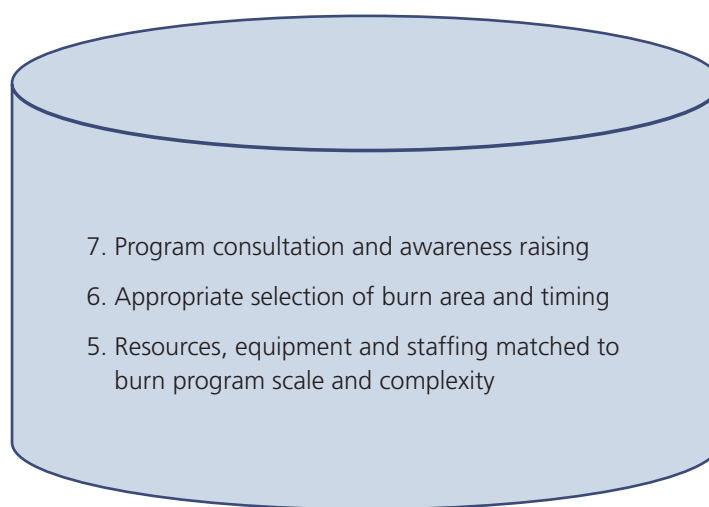 7. Program consultation and awareness raising
6. Appropriate selection of burn area and timing
5. Resources, equipment and staffing matched to
burn program scale and complexity